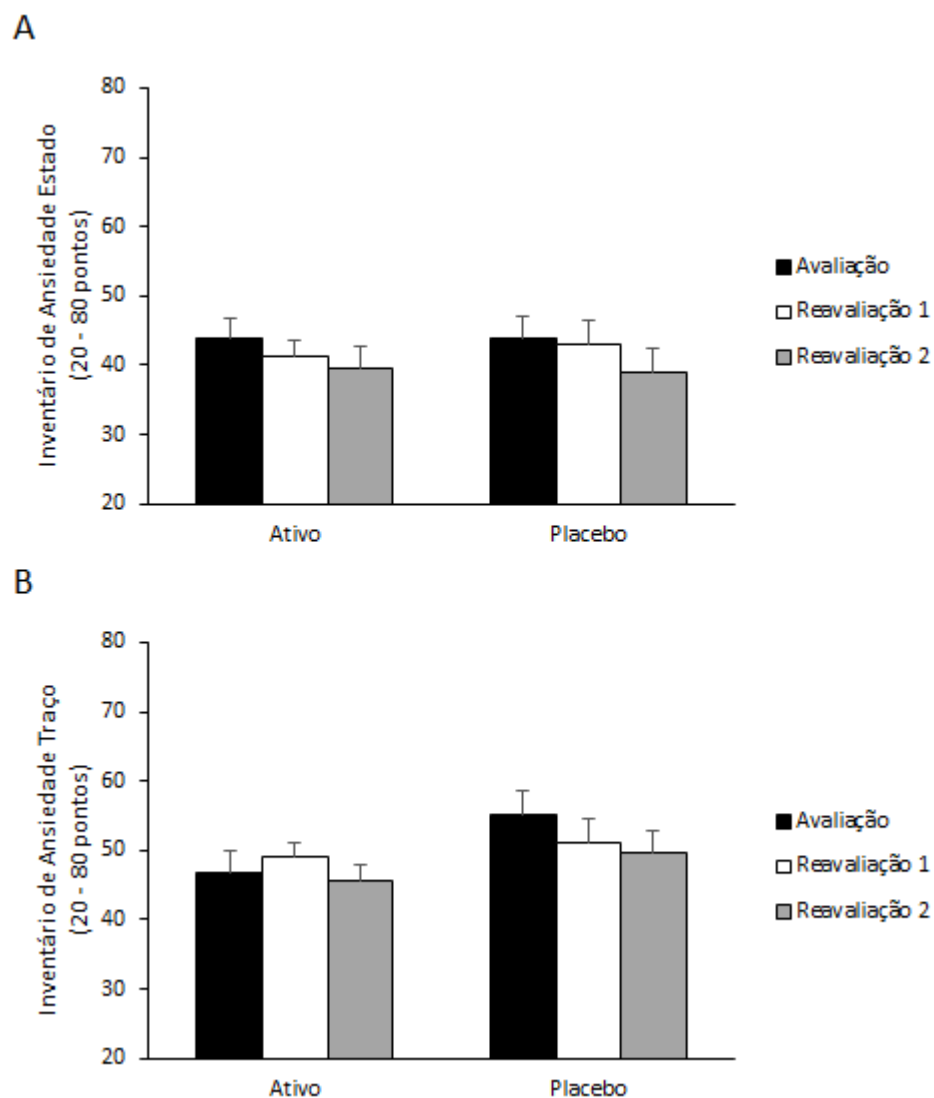 A
Inventário de Ansiedade Estado
(20 - 80 pontos)
80
70
60
50
40
30
20
Ativo
Placebo
Avaliação
Reavaliação 1
Reavaliação 2
B
Inventário de Ansiedade Traço
(20 - 80 pontos)
80
70
60
50
40
30
20
Ativo
Placebo
Avaliação
Reavaliação 1
Reavaliação 2